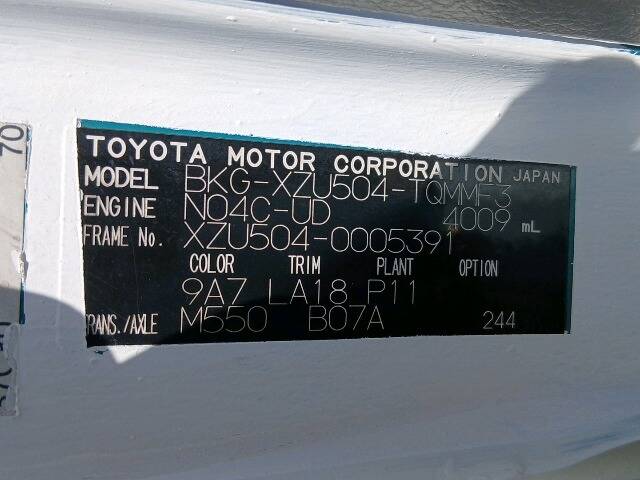 TOYOTA MOTOR CORPORATION JAPAN
MODEL BKG-XZU504-TQMMF3
ENGINE N04C-UD 4009 mL
FRAME No. XZU504-0005391
COLOR TRIM PLANT OPTION
9A7 LA18 P11
TRANS./AXLE M550 B07A 244
70